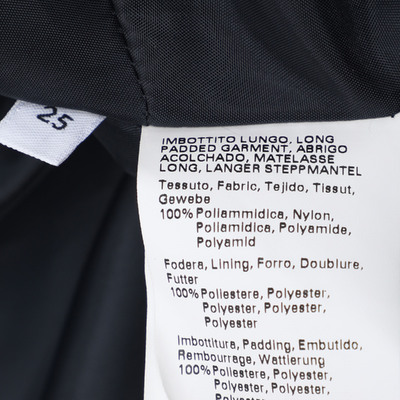 25
IMBOTTITO LUNGO, LONG
PADDED GARMENT, ABRIGO
ACOLCHADO, MATELASSE
LONG, LANGER STEPPMANTEL
Tessuto, Fabric, Tejido, Tissut,
Gewebe
100% Poliammidica, Nylon,
Poliamidica, Polyamide,
Polyamid
Fodera, Lining, Forro, Doublure,
Futter
100% Poliestere, Polyester,
Polyester, Polyester,
Polyester
Imbottitura, Padding, Embutido,
Rembourrage, Wattierung
100% Poliestere, Polyester,
Polyester, Polyester,